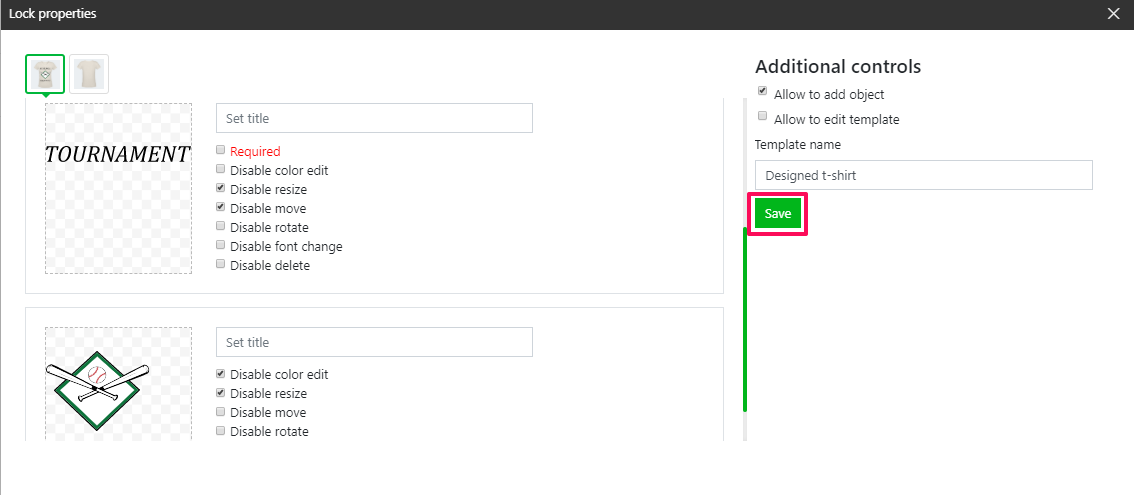 Lock properties
TOURNAMENT
Set title
Required
Disable color edit
Disable resize
Disable move
Disable rotate
Disable font change
Disable delete
Set title
Disable color edit
Disable resize
Disable move
Disable rotate
Additional controls
Allow to add object
Allow to edit template
Template name
Designed t-shirt
Save